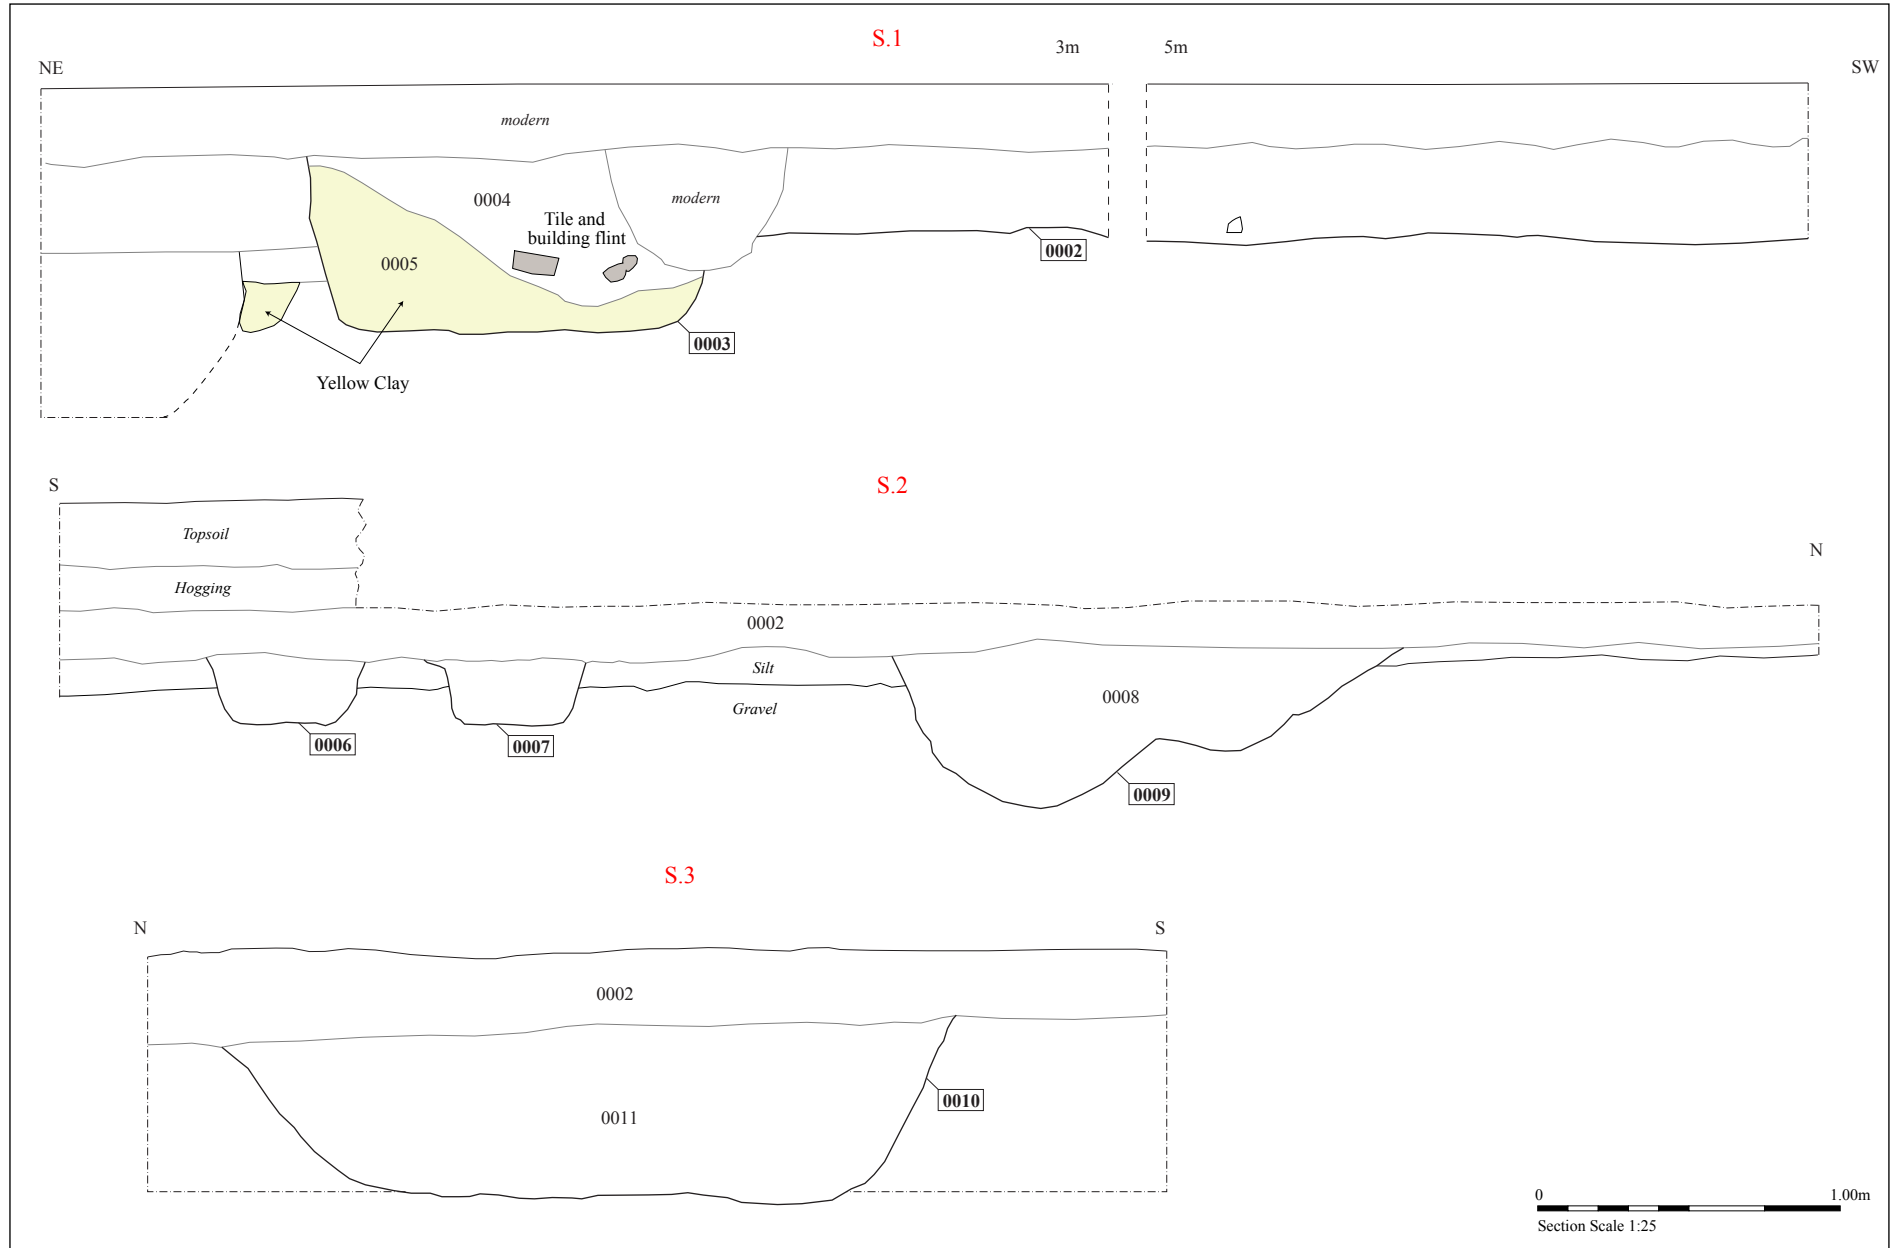 S.1
3m
5m
NE
SW
modern
0004
modern
Tile and
building flint
0002
0005
0003
Yellow Clay
S
S.2
N
Topsoil
Hogging
0002
Silt
0008
Gravel
0006
0007
0009
S.3
N
S
0002
0010
0011
0
1.00m
Section Scale 1:25